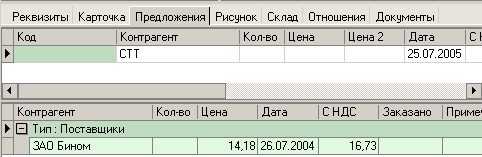 Реквизиты Карточка Предложения Рисунок Склад Отношения Документы
Код Контрагент Кол-во Цена Цена 2 Дата С Н
СТТ 25.07.2005
Контрагент Кол-во Цена Дата С НДС Заказано Приме
Тип : Поставщики
ЗАО Бином 14,18 26.07.2004 16,73